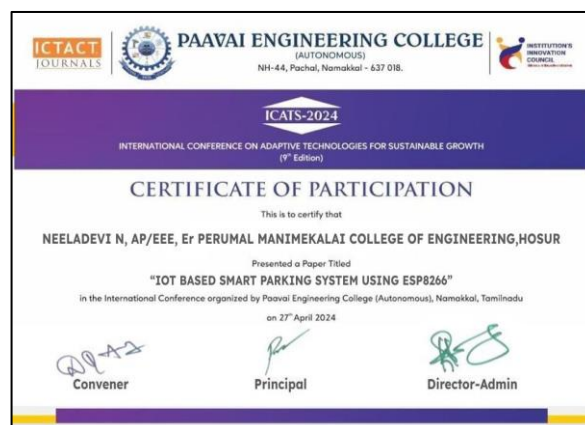 ICTACT
JOURNALS
PAAVAI ENGINEERING COLLEGE
(AUTONOMOUS)
NH-44, Pachal, Namakkal - 637 018.
INSTITUTION'S
INNOVATION
COUNCIL
ICATS-2024
INTERNATIONAL CONFERENCE ON ADAPTIVE TECHNOLOGIES FOR SUSTAINABLE GROWTH
(9th Edition)
CERTIFICATE OF PARTICIPATION
This is to certify that
NEELADEVI N, AP/EEE, Er PERUMAL MANIMEKALAI COLLEGE OF ENGINEERING,HOSUR
Presented a Paper Titled
"IOT BASED SMART PARKING SYSTEM USING ESP8266"
in the International Conference organized by Paavai Engineering College (Autonomous), Namakkal, Tamilnadu
on 27th April 2024
Convener Principal Director-Admin